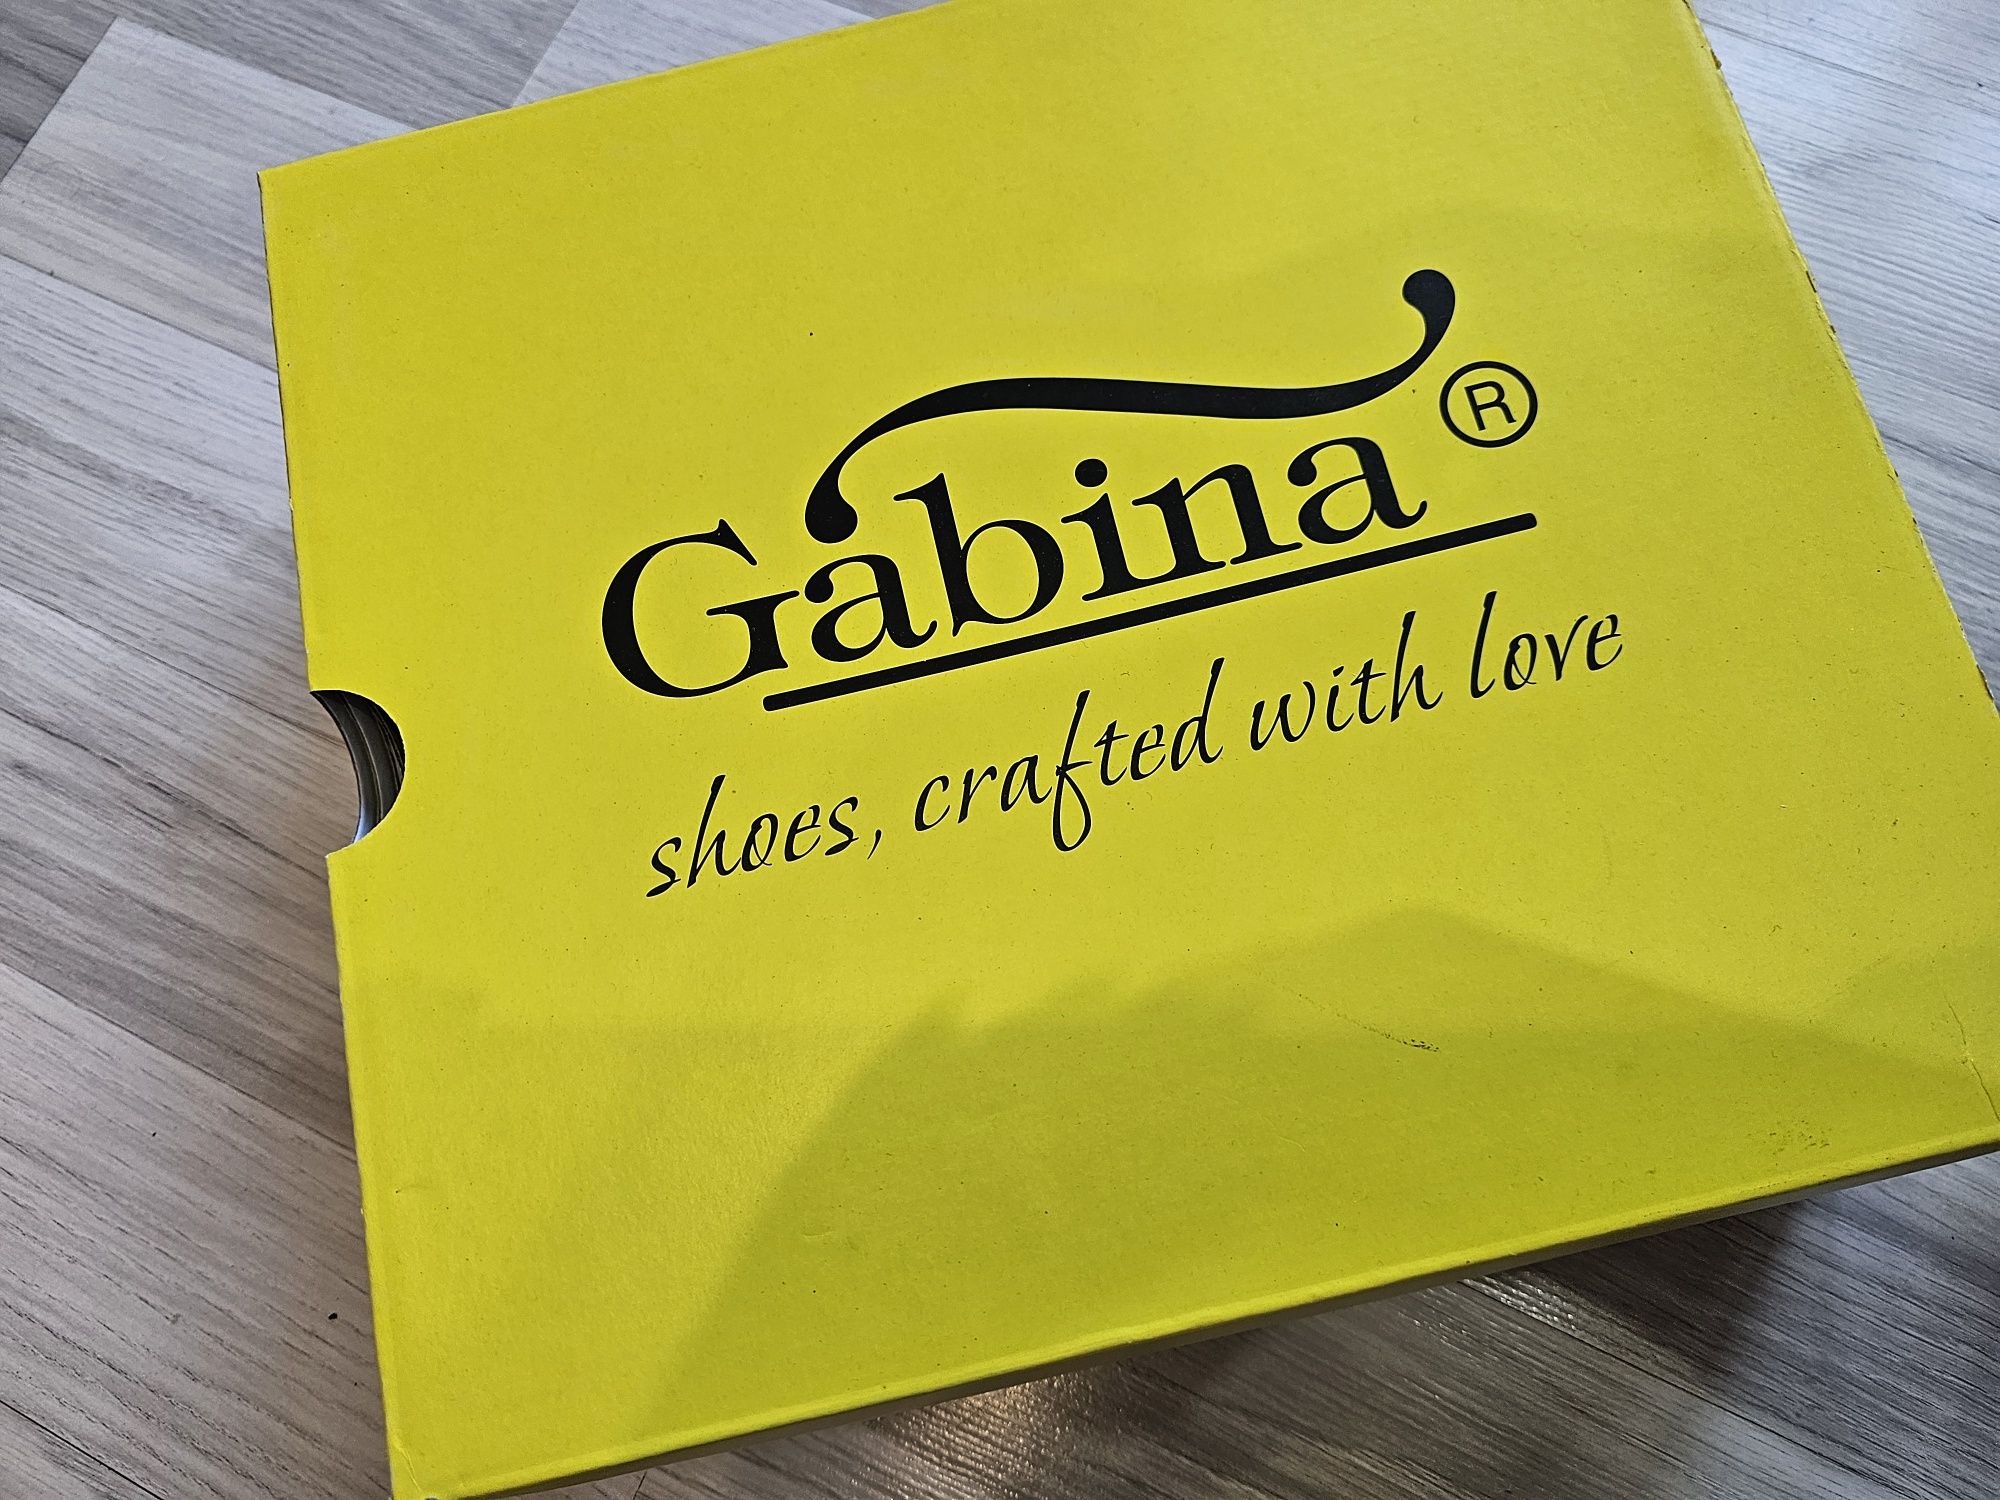 Gabina ®
shoes, crafted with love